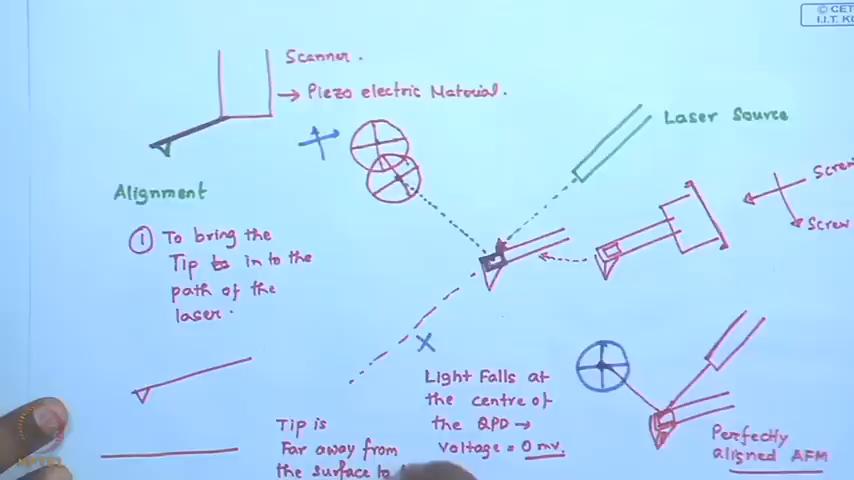 © CET
I.I.T. KG
Scanner.
→ Piezo electric Material.
Laser Source
Alignment
Screw
Screw
① To bring the
Tip in to the
path of the
laser.
X
Light Falls at
the centre of
the QPD →
Voltage = 0 mv.
Tip is
Far away from
the surface to
Perfectly
aligned AFM
NPTEL